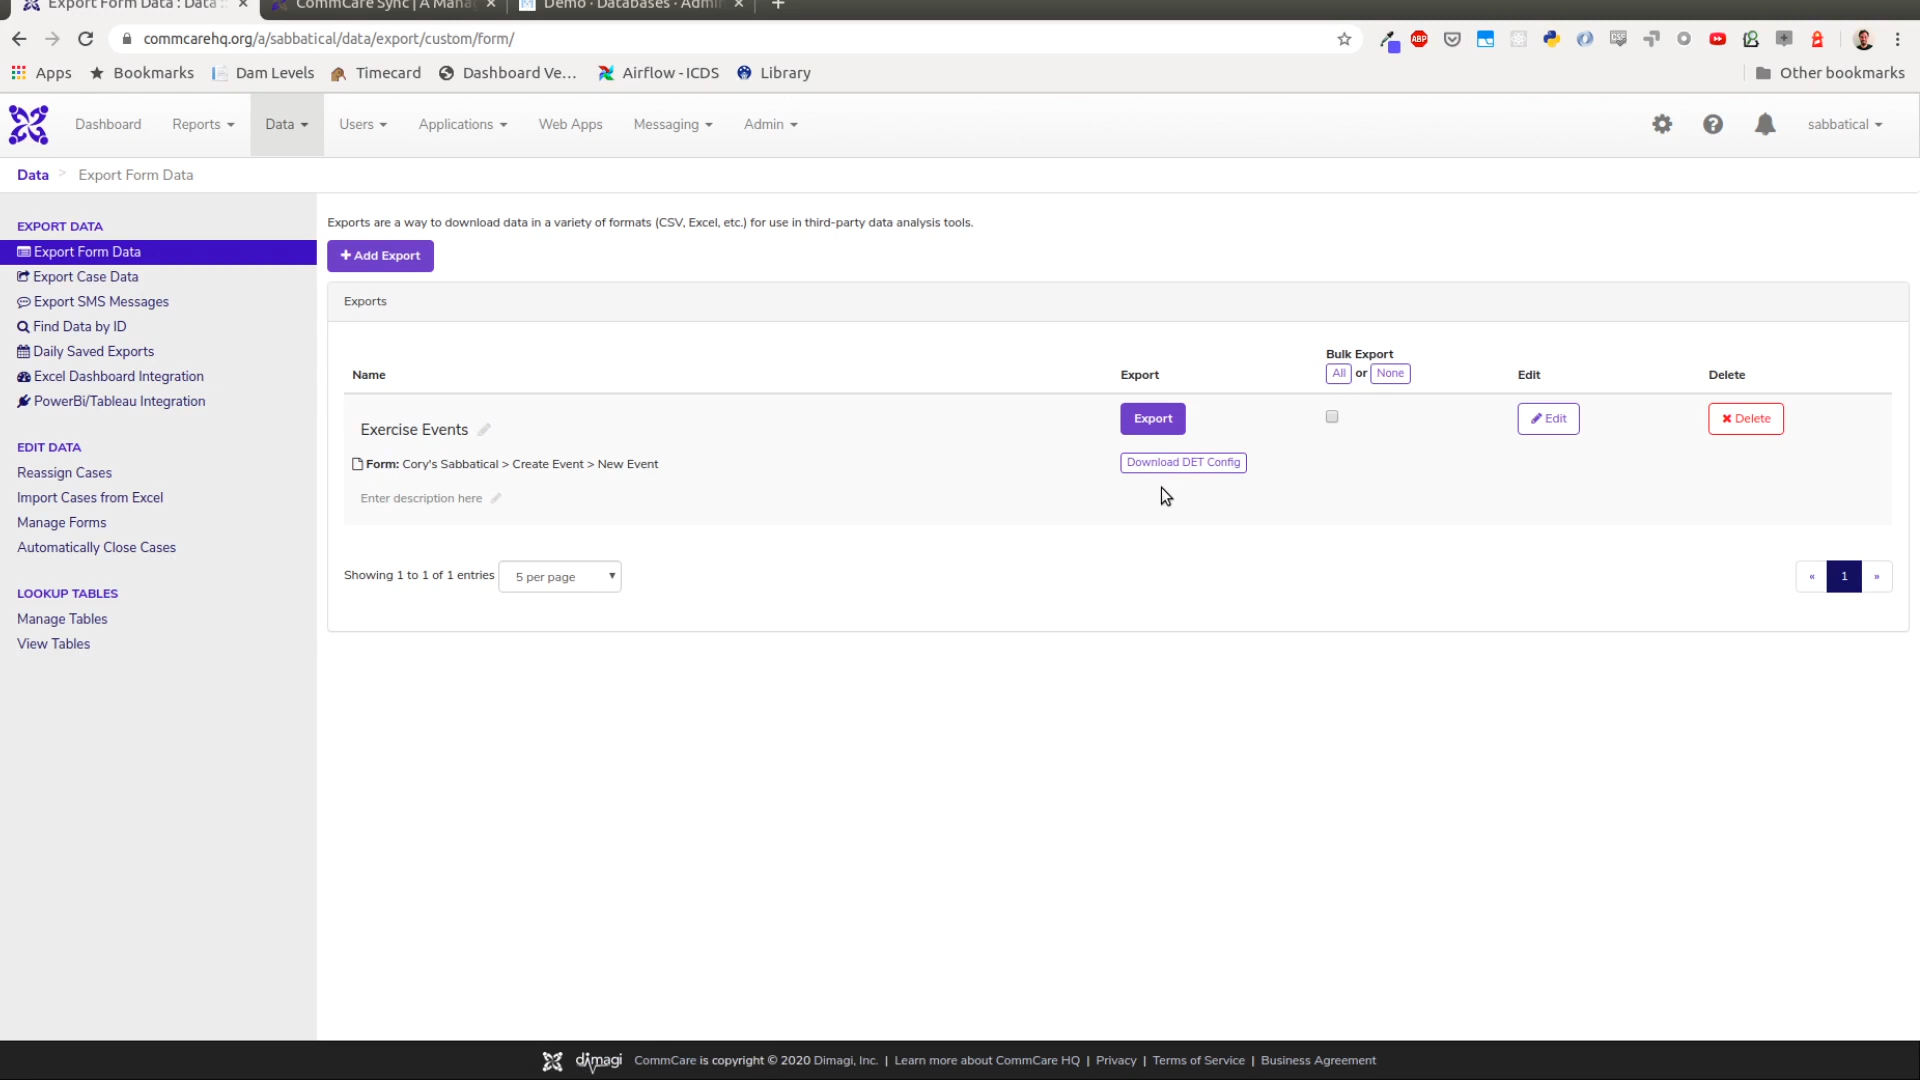 Export Form Data : Data :: CommCare Sync | A Mana Demo · Databases · Admin
commcarehq.org/a/sabbatical/data/export/custom/form/
Apps Bookmarks Dam Levels Timecard Dashboard Ve... Airflow - ICDS Library Other bookmarks
Dashboard Reports Data Users Applications Web Apps Messaging Admin sabbatical
Data > Export Form Data
EXPORT DATA
Export Form Data
Export Case Data
Export SMS Messages
Find Data by ID
Daily Saved Exports
Excel Dashboard Integration
PowerBi/Tableau Integration
EDIT DATA
Reassign Cases
Import Cases from Excel
Manage Forms
Automatically Close Cases
LOOKUP TABLES
Manage Tables
View Tables
Exports are a way to download data in a variety of formats (CSV, Excel, etc.) for use in third-party data analysis tools.
+ Add Export
Exports
Bulk Export
Name Export All or None Edit Delete
Exercise Events Export Edit Delete
Form: Cory's Sabbatical > Create Event > New Event Download DET Config
Enter description here
Showing 1 to 1 of 1 entries 5 per page « 1 »
dimagi CommCare is copyright © 2020 Dimagi, Inc. | Learn more about CommCare HQ | Privacy | Terms of Service | Business Agreement